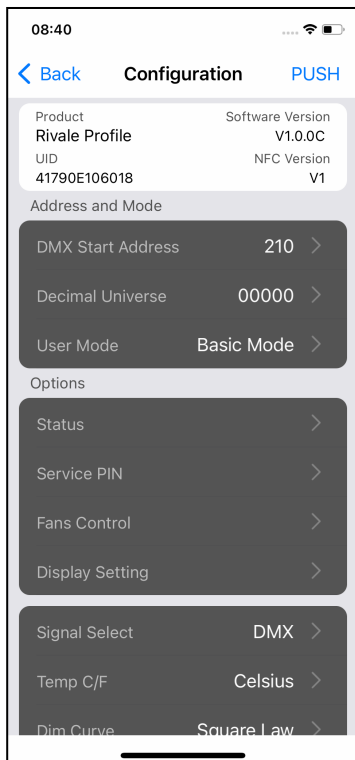 08:40
Back Configuration PUSH
Product Software Version
Rivale Profile V1.0.0C
UID NFC Version
41790E106018 V1
Address and Mode
DMX Start Address 210
Decimal Universe 00000
User Mode Basic Mode
Options
Status
Service PIN
Fans Control
Display Setting
Signal Select DMX
Temp C/F Celsius
Dim Curve Square Law